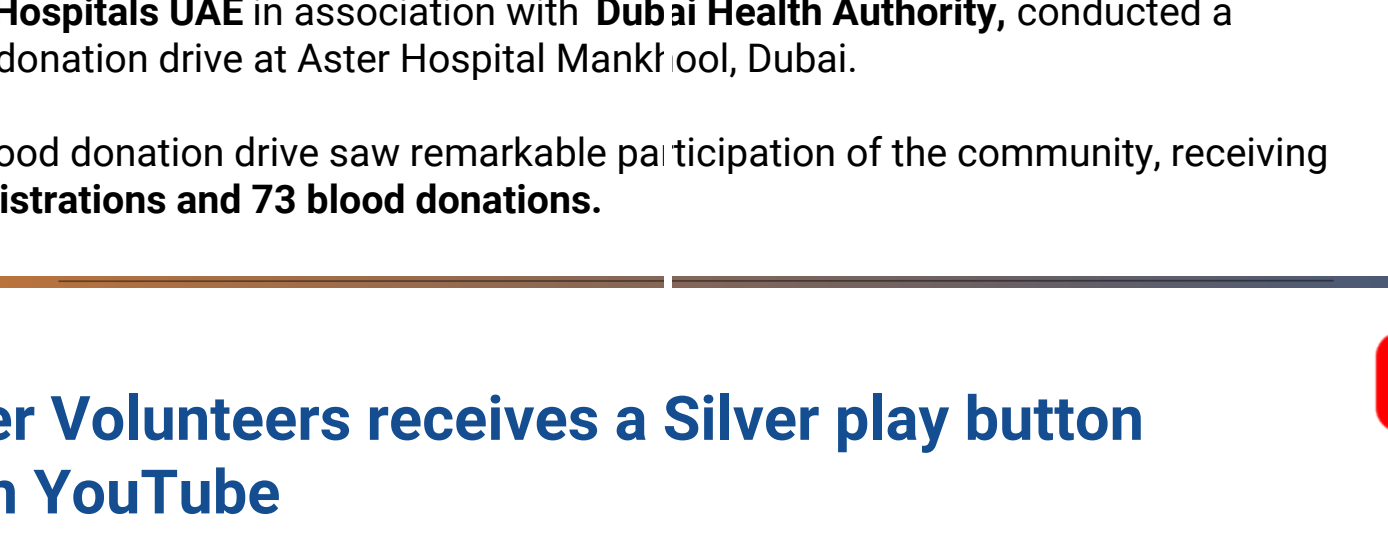 Hospitals UAE in association with Dubai Health Authority, conducted a
donation drive at Aster Hospital Mankhool, Dubai.
ood donation drive saw remarkable participation of the community, receiving
istrations and 73 blood donations.
er Volunteers receives a Silver play button
n YouTube